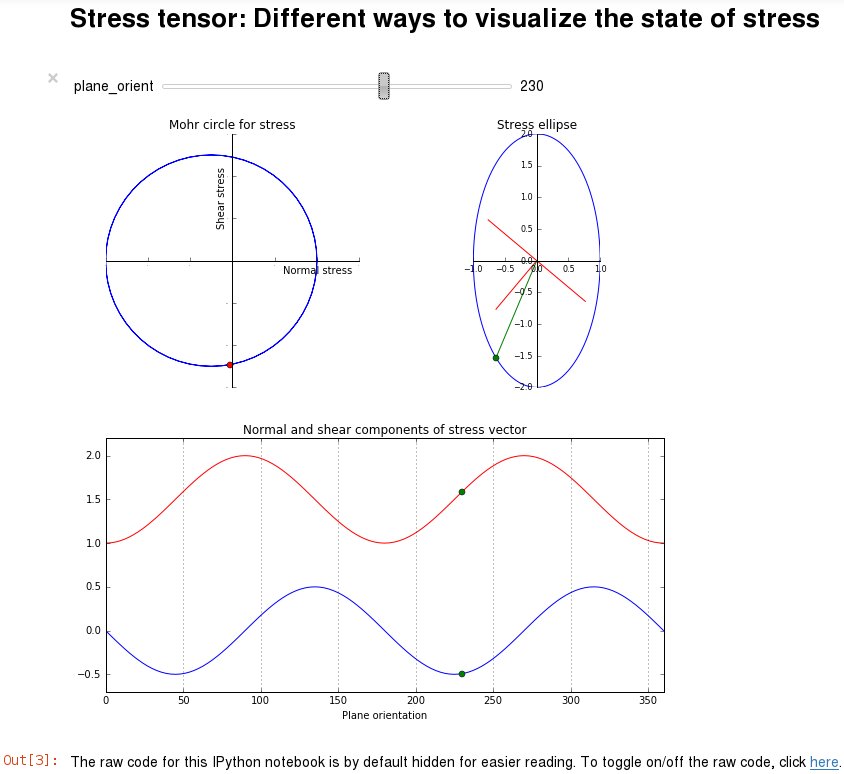 Stress tensor: Different ways to visualize the state of stress
× plane_orient 230
Mohr circle for stress
Shear stress
Normal stress
Stress ellipse
2.0
1.5
1.0
0.5
0.0
−0.5
−1.0
−1.5
−2.0
−1.0 −0.5 0.0 0.5 1.0
Normal and shear components of stress vector
2.0
1.5
1.0
0.5
0.0
−0.5
0 50 100 150 200 250 300 350
Plane orientation
Out[3]: The raw code for this IPython notebook is by default hidden for easier reading. To toggle on/off the raw code, click here.